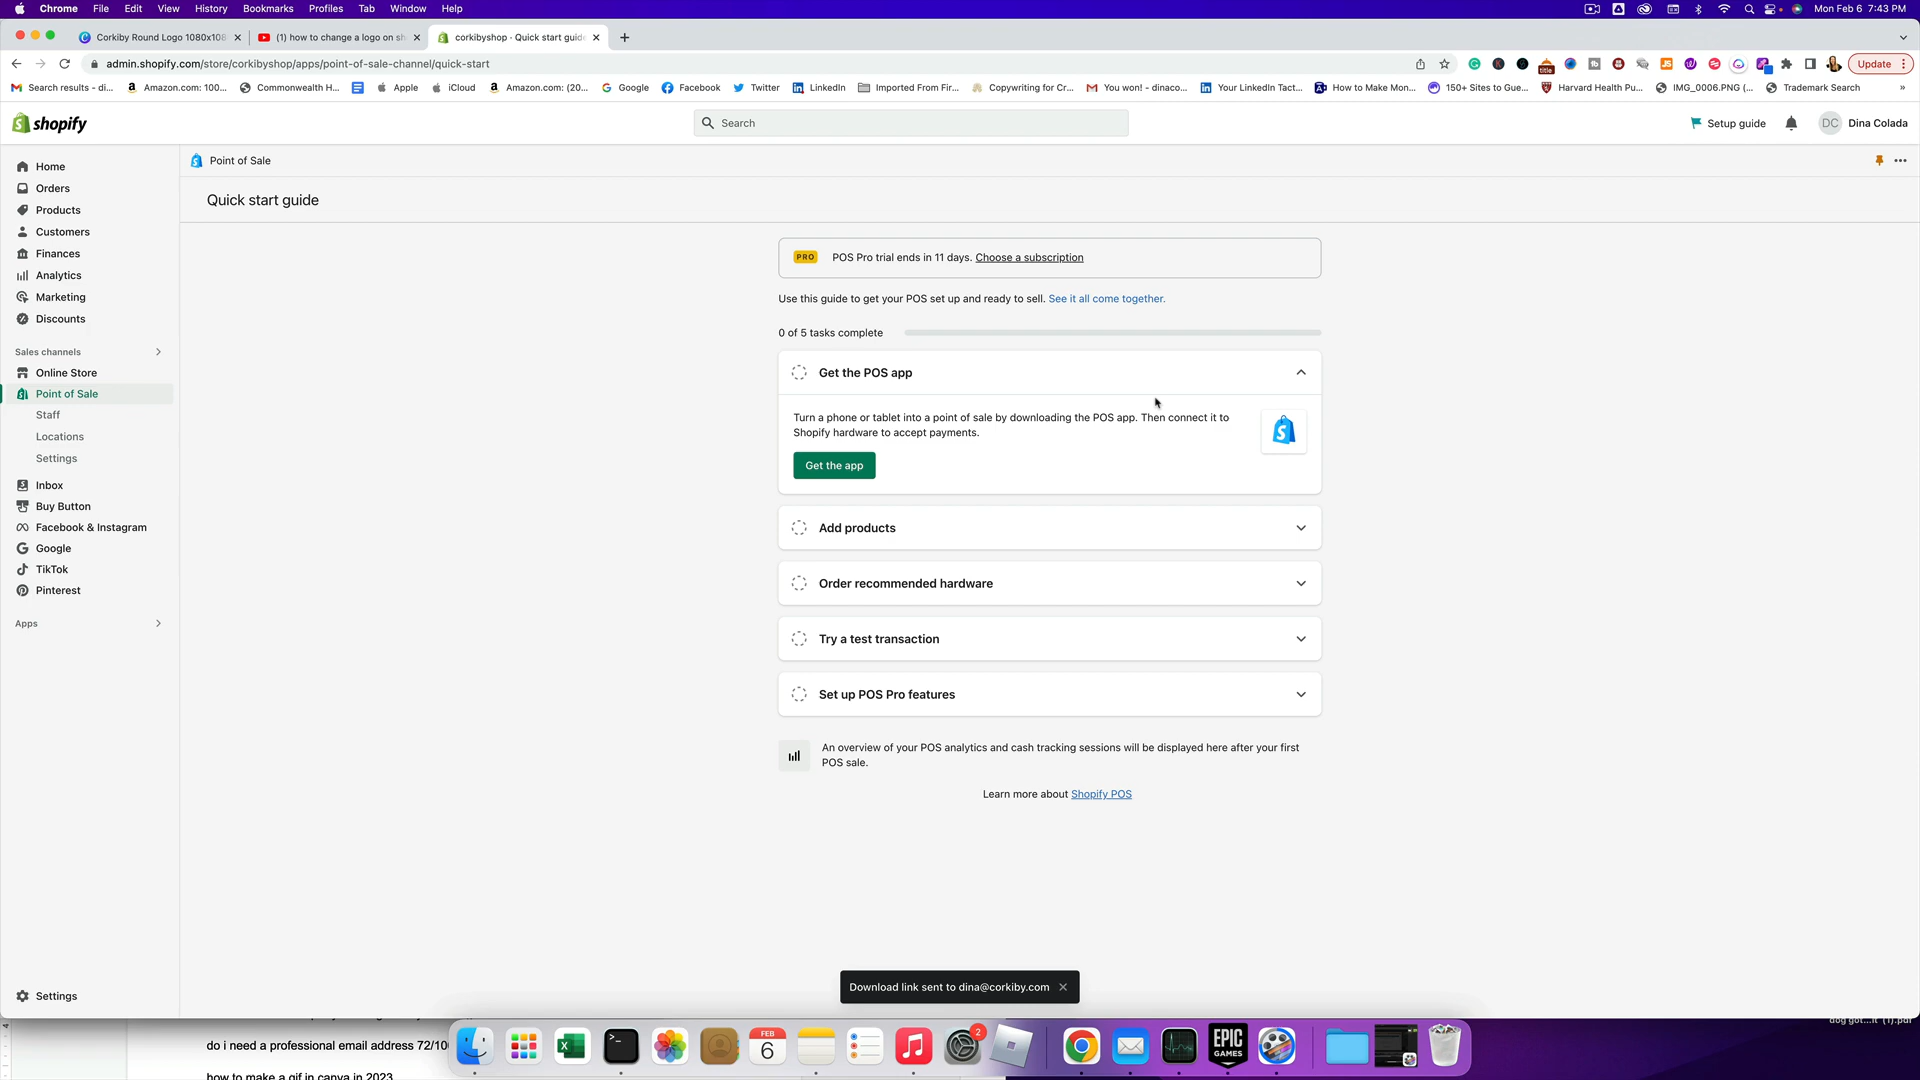 Chrome File Edit View History Bookmarks Profiles Tab Window Help
Mon Feb 6 7:43 PM
Corkiby Round Logo 1080x108
(1) how to change a logo on sh
corkibyshop · Quick start guide
admin.shopify.com/store/corkibyshop/apps/point-of-sale-channel/quick-start
title
Update
Search results - di...
Amazon.com: 100...
Commonwealth H...
Apple
iCloud
Amazon.com: (20...
Google
Facebook
Twitter
LinkedIn
Imported From Fir...
Copywriting for Cr...
You won! - dinaco...
Your LinkedIn Tact...
How to Make Mon...
150+ Sites to Gue...
Harvard Health Pu...
IMG_0006.PNG (...
Trademark Search
»
shopify
Search
Setup guide
DC
Dina Colada
Home
Orders
Products
Customers
Finances
Analytics
Marketing
Discounts
Sales channels
Online Store
Point of Sale
Staff
Locations
Settings
Inbox
Buy Button
Facebook & Instagram
Google
TikTok
Pinterest
Apps
Settings
Point of Sale
Quick start guide
PRO
POS Pro trial ends in 11 days. Choose a subscription
Use this guide to get your POS set up and ready to sell. See it all come together.
0 of 5 tasks complete
Get the POS app
Turn a phone or tablet into a point of sale by downloading the POS app. Then connect it to
Shopify hardware to accept payments.
Get the app
Add products
Order recommended hardware
Try a test transaction
Set up POS Pro features
An overview of your POS analytics and cash tracking sessions will be displayed here after your first
POS sale.
Learn more about Shopify POS
Download link sent to dina@corkiby.com
do i need a professional email address 72/10
how to make a gif in canva in 2023
FEB
6
2
EPIC
GAMES
dog got...it (1).pdf